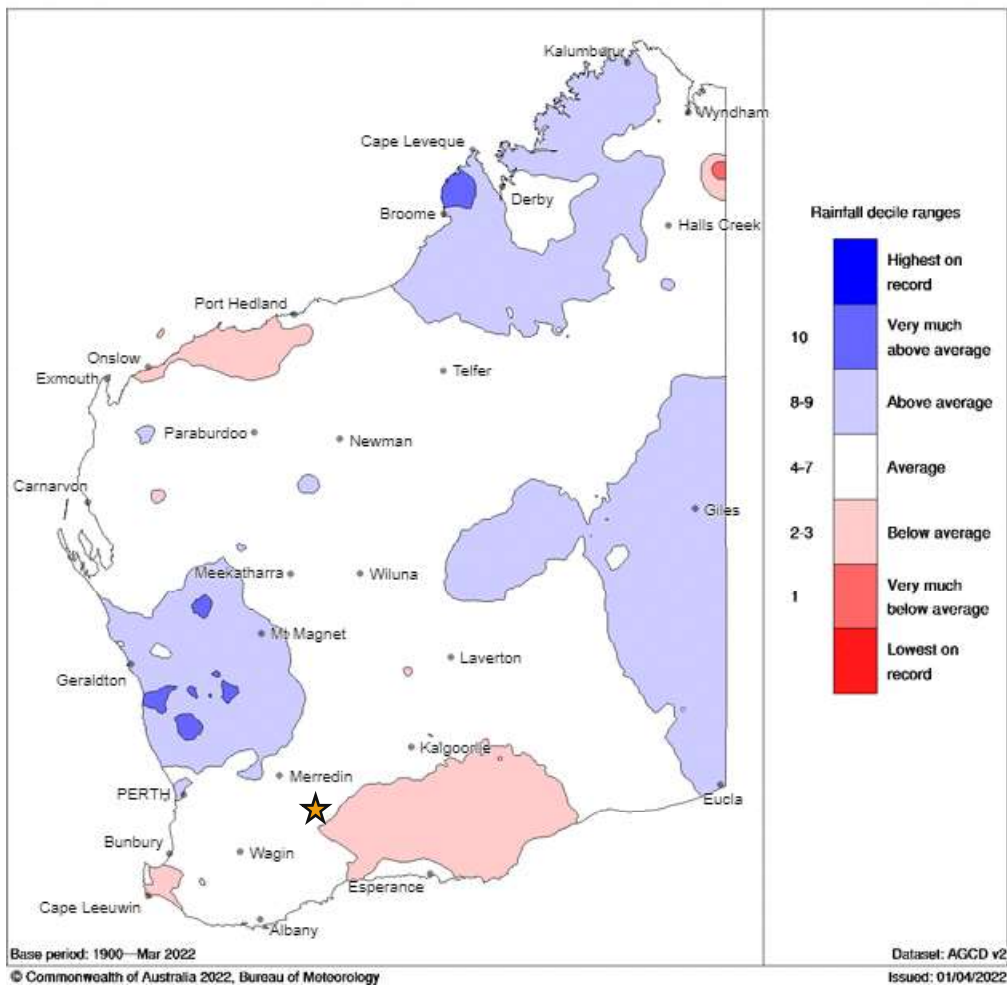 Kalumburu
Wyndham
Cape Leveque
Derby
Broome
Halls Creek
Port Hedland
Onslow
Exmouth
Telfer
Paraburdoo
Newman
Carnarvon
Giles
Meekatharra
Wiluna
Mt Magnet
Laverton
Geraldton
Kalgoorlie
Merredin
PERTH
Eucla
Bunbury
Wagin
Esperance
Cape Leeuwin
Albany
Rainfall decile ranges
Highest on
record
10
Very much
above average
8-9
Above average
4-7
Average
2-3
Below average
1
Very much
below average
Lowest on
record
Base period: 1900—Mar 2022
Dataset: AGCD v2
© Commonwealth of Australia 2022, Bureau of Meteorology
Issued: 01/04/2022